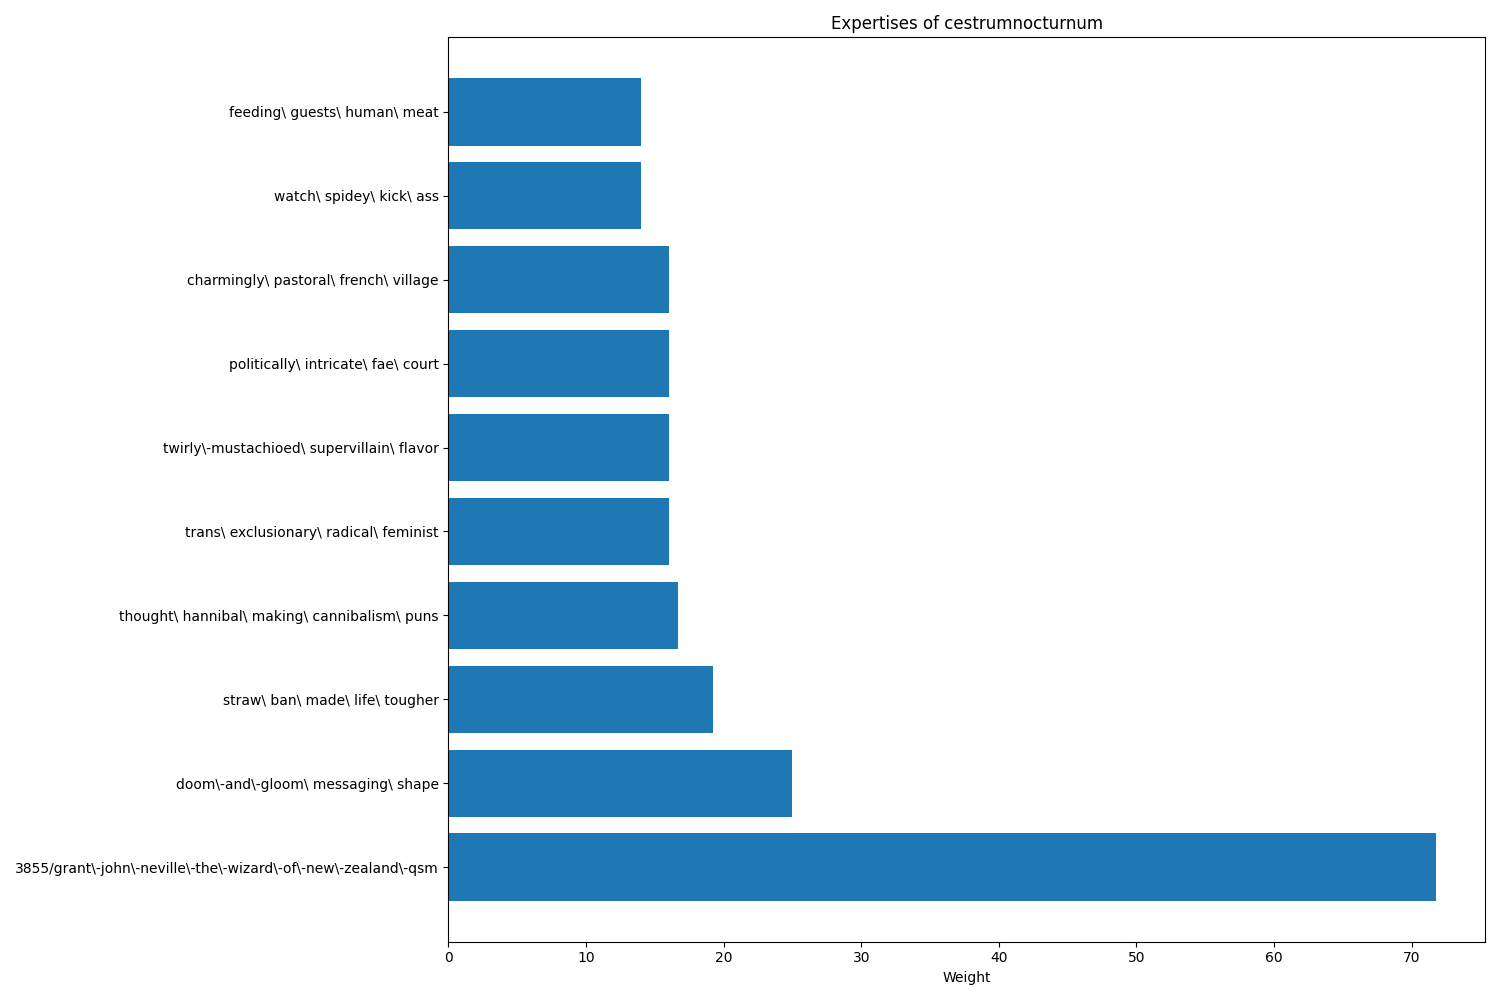 Expertises of cestrumnocturnum
feeding\ guests\ human\ meat
watch\ spidey\ kick\ ass
charmingly\ pastoral\ french\ village
politically\ intricate\ fae\ court
twirly\-mustachioed\ supervillain\ flavor
trans\ exclusionary\ radical\ feminist
thought\ hannibal\ making\ cannibalism\ puns
straw\ ban\ made\ life\ tougher
doom\-and\-gloom\ messaging\ shape
3855/grant\-john\-neville\-the\-wizard\-of\-new\-zealand\-qsm
0 10 20 30 40 50 60 70
Weight